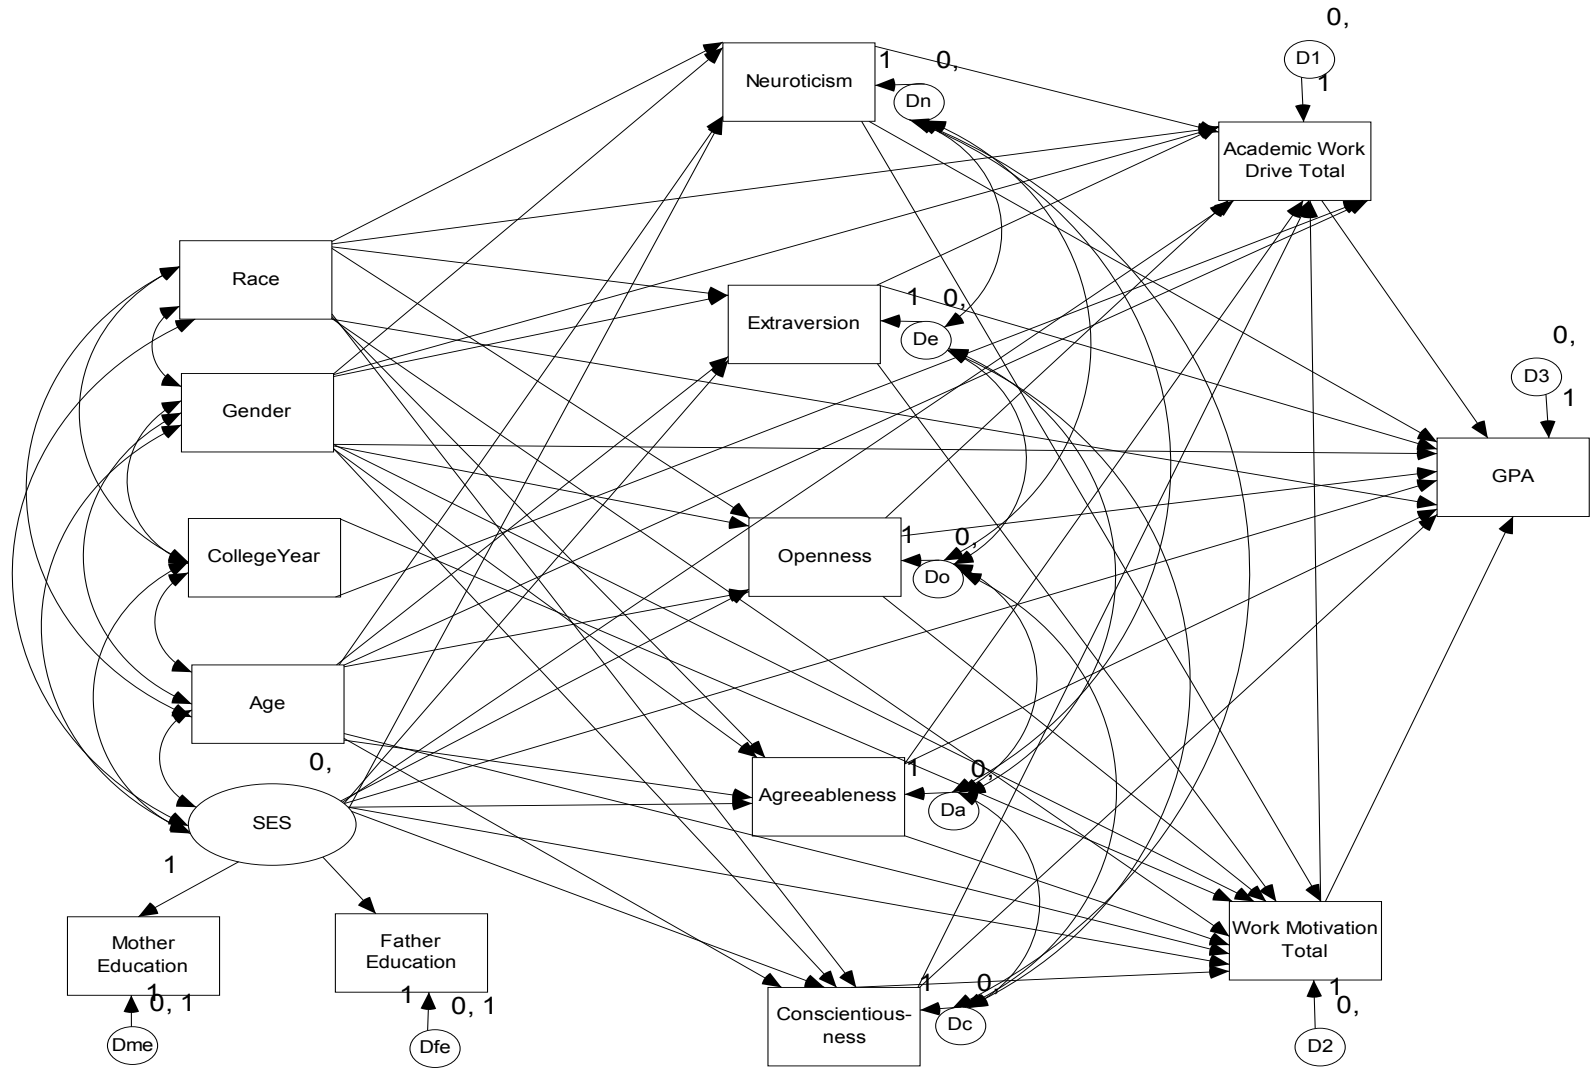 0,
D1
1
Neuroticism
1
0,
Dn
Academic Work
Drive Total
Race
Extraversion
1
0,
De
0,
D3
1
Gender
GPA
CollegeYear
Openness
1
0,
Do
Age
0,
SES
1
Agreeableness
1
0,
Da
Mother
Education
1
0, 1
Dme
Father
Education
1
0, 1
Dfe
Conscientious-
ness
1
0,
Dc
Work Motivation
Total
1
0,
D2